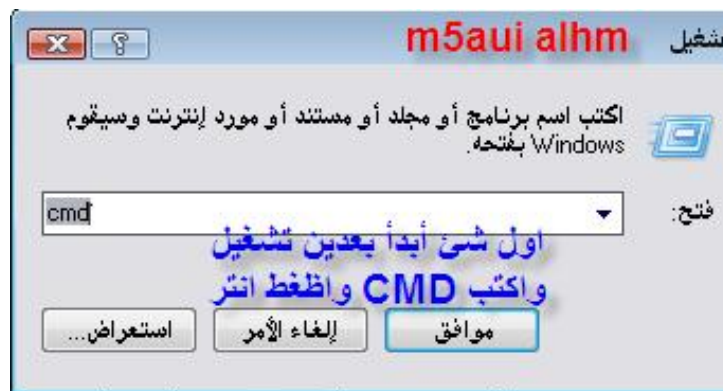 شغيل
m5aui alhm
اكتب اسم برنامج أو مجلد أو مستند أو مورد إنترنت وسيقوم
Windows بفتحه.
فتح:
cmd
اول شئ أبدأ بعدين تشغيل
واكتب CMD واظغط انتر
موافق
إلغاء الأمر
استعراض...